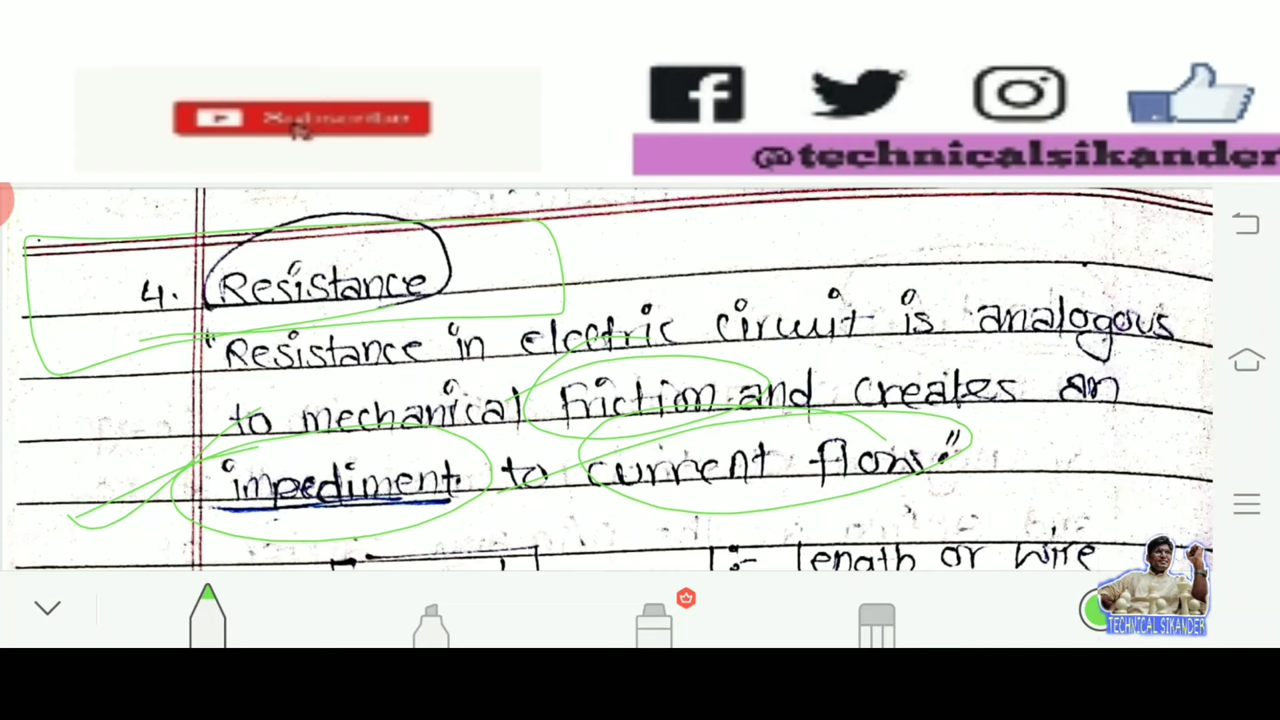 @technicalsikander
4. Resistance
"Resistance in electric circuit is analogous
to mechanical friction and creates an
impediment to current flow."
l :- length or wire
TECHNICAL SIKANDER